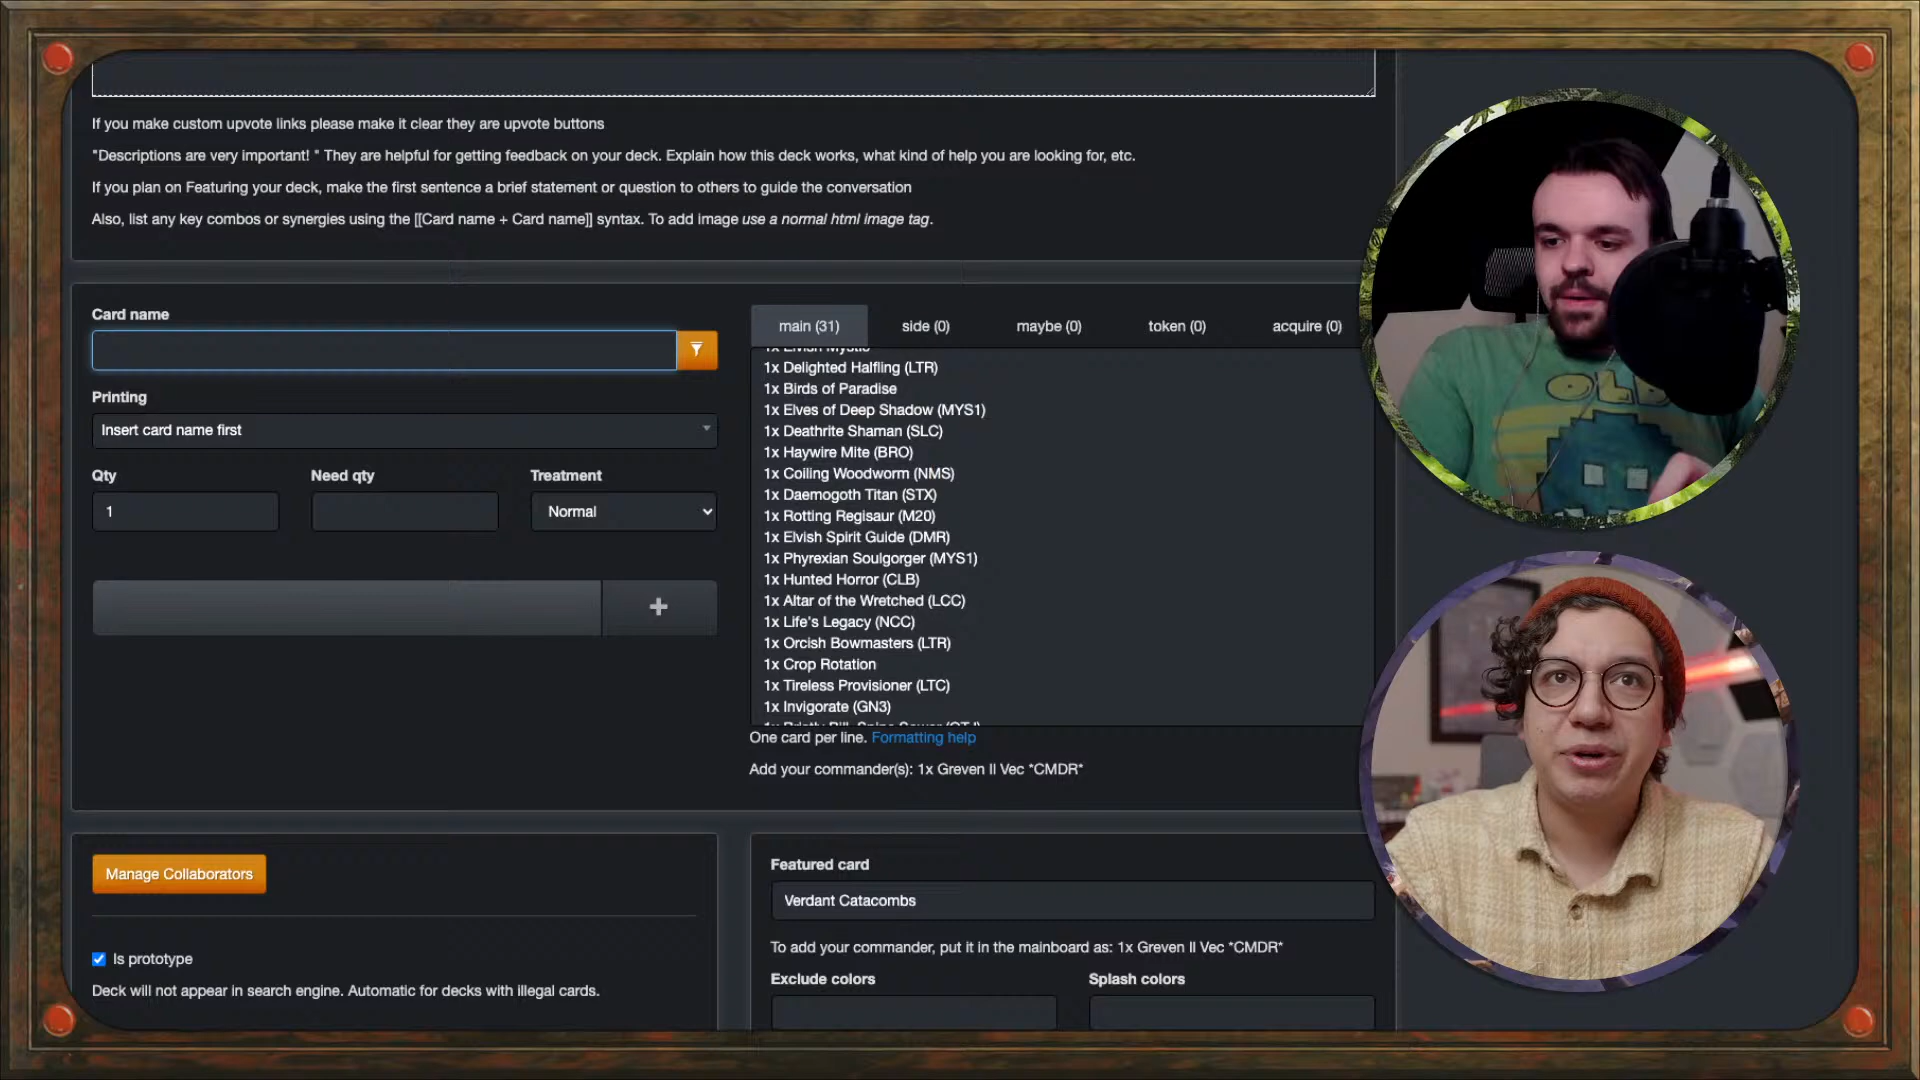 If you make custom upvote links please make it clear they are upvote buttons
"Descriptions are very important! " They are helpful for getting feedback on your deck. Explain how this deck works, what kind of help you are looking for, etc.
If you plan on Featuring your deck, make the first sentence a brief statement or question to others to guide the conversation
Also, list any key combos or synergies using the [[Card name + Card name]] syntax. To add image use a normal html image tag.
Card name
Printing
Insert card name first
Qty
Need qty
Treatment
1
Normal
+
main (31)
side (0)
maybe (0)
token (0)
acquire (0)
1x Elvish Mystic
1x Delighted Halfling (LTR)
1x Birds of Paradise
1x Elves of Deep Shadow (MYS1)
1x Deathrite Shaman (SLC)
1x Haywire Mite (BRO)
1x Coiling Woodworm (NMS)
1x Daemogoth Titan (STX)
1x Rotting Regisaur (M20)
1x Elvish Spirit Guide (DMR)
1x Phyrexian Soulgorger (MYS1)
1x Hunted Horror (CLB)
1x Altar of the Wretched (LCC)
1x Life's Legacy (NCC)
1x Orcish Bowmasters (LTR)
1x Crop Rotation
1x Tireless Provisioner (LTC)
1x Invigorate (GN3)
1x Bristly Bill, Spine Sower (OTJ)
One card per line. Formatting help
Add your commander(s): 1x Greven Il Vec *CMDR*
Manage Collaborators
Is prototype
Deck will not appear in search engine. Automatic for decks with illegal cards.
Featured card
Verdant Catacombs
To add your commander, put it in the mainboard as: 1x Greven Il Vec *CMDR*
Exclude colors
Splash colors
OLD